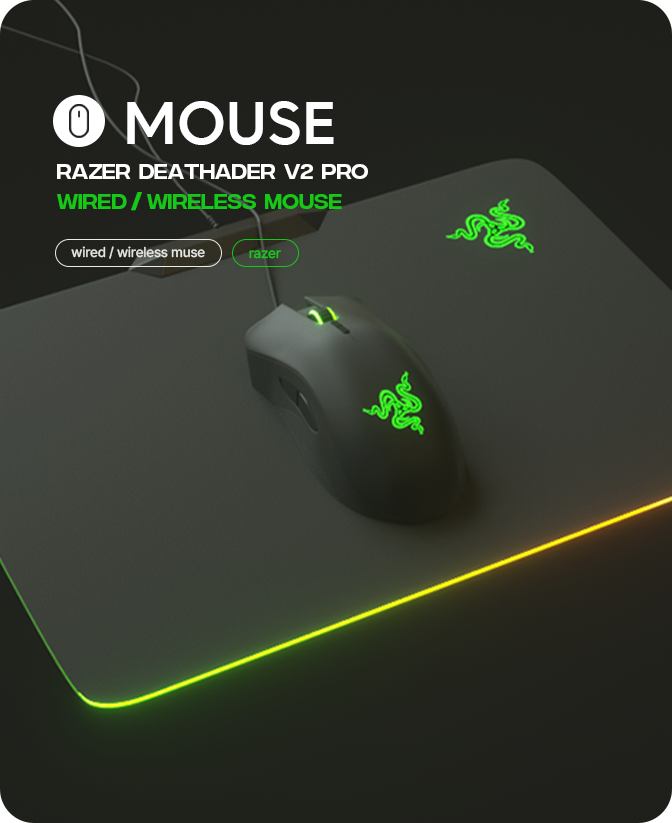 MOUSE
RAZER DEATHADER V2 PRO
WIRED / WIRELESS MOUSE
wired / wireless muse
razer